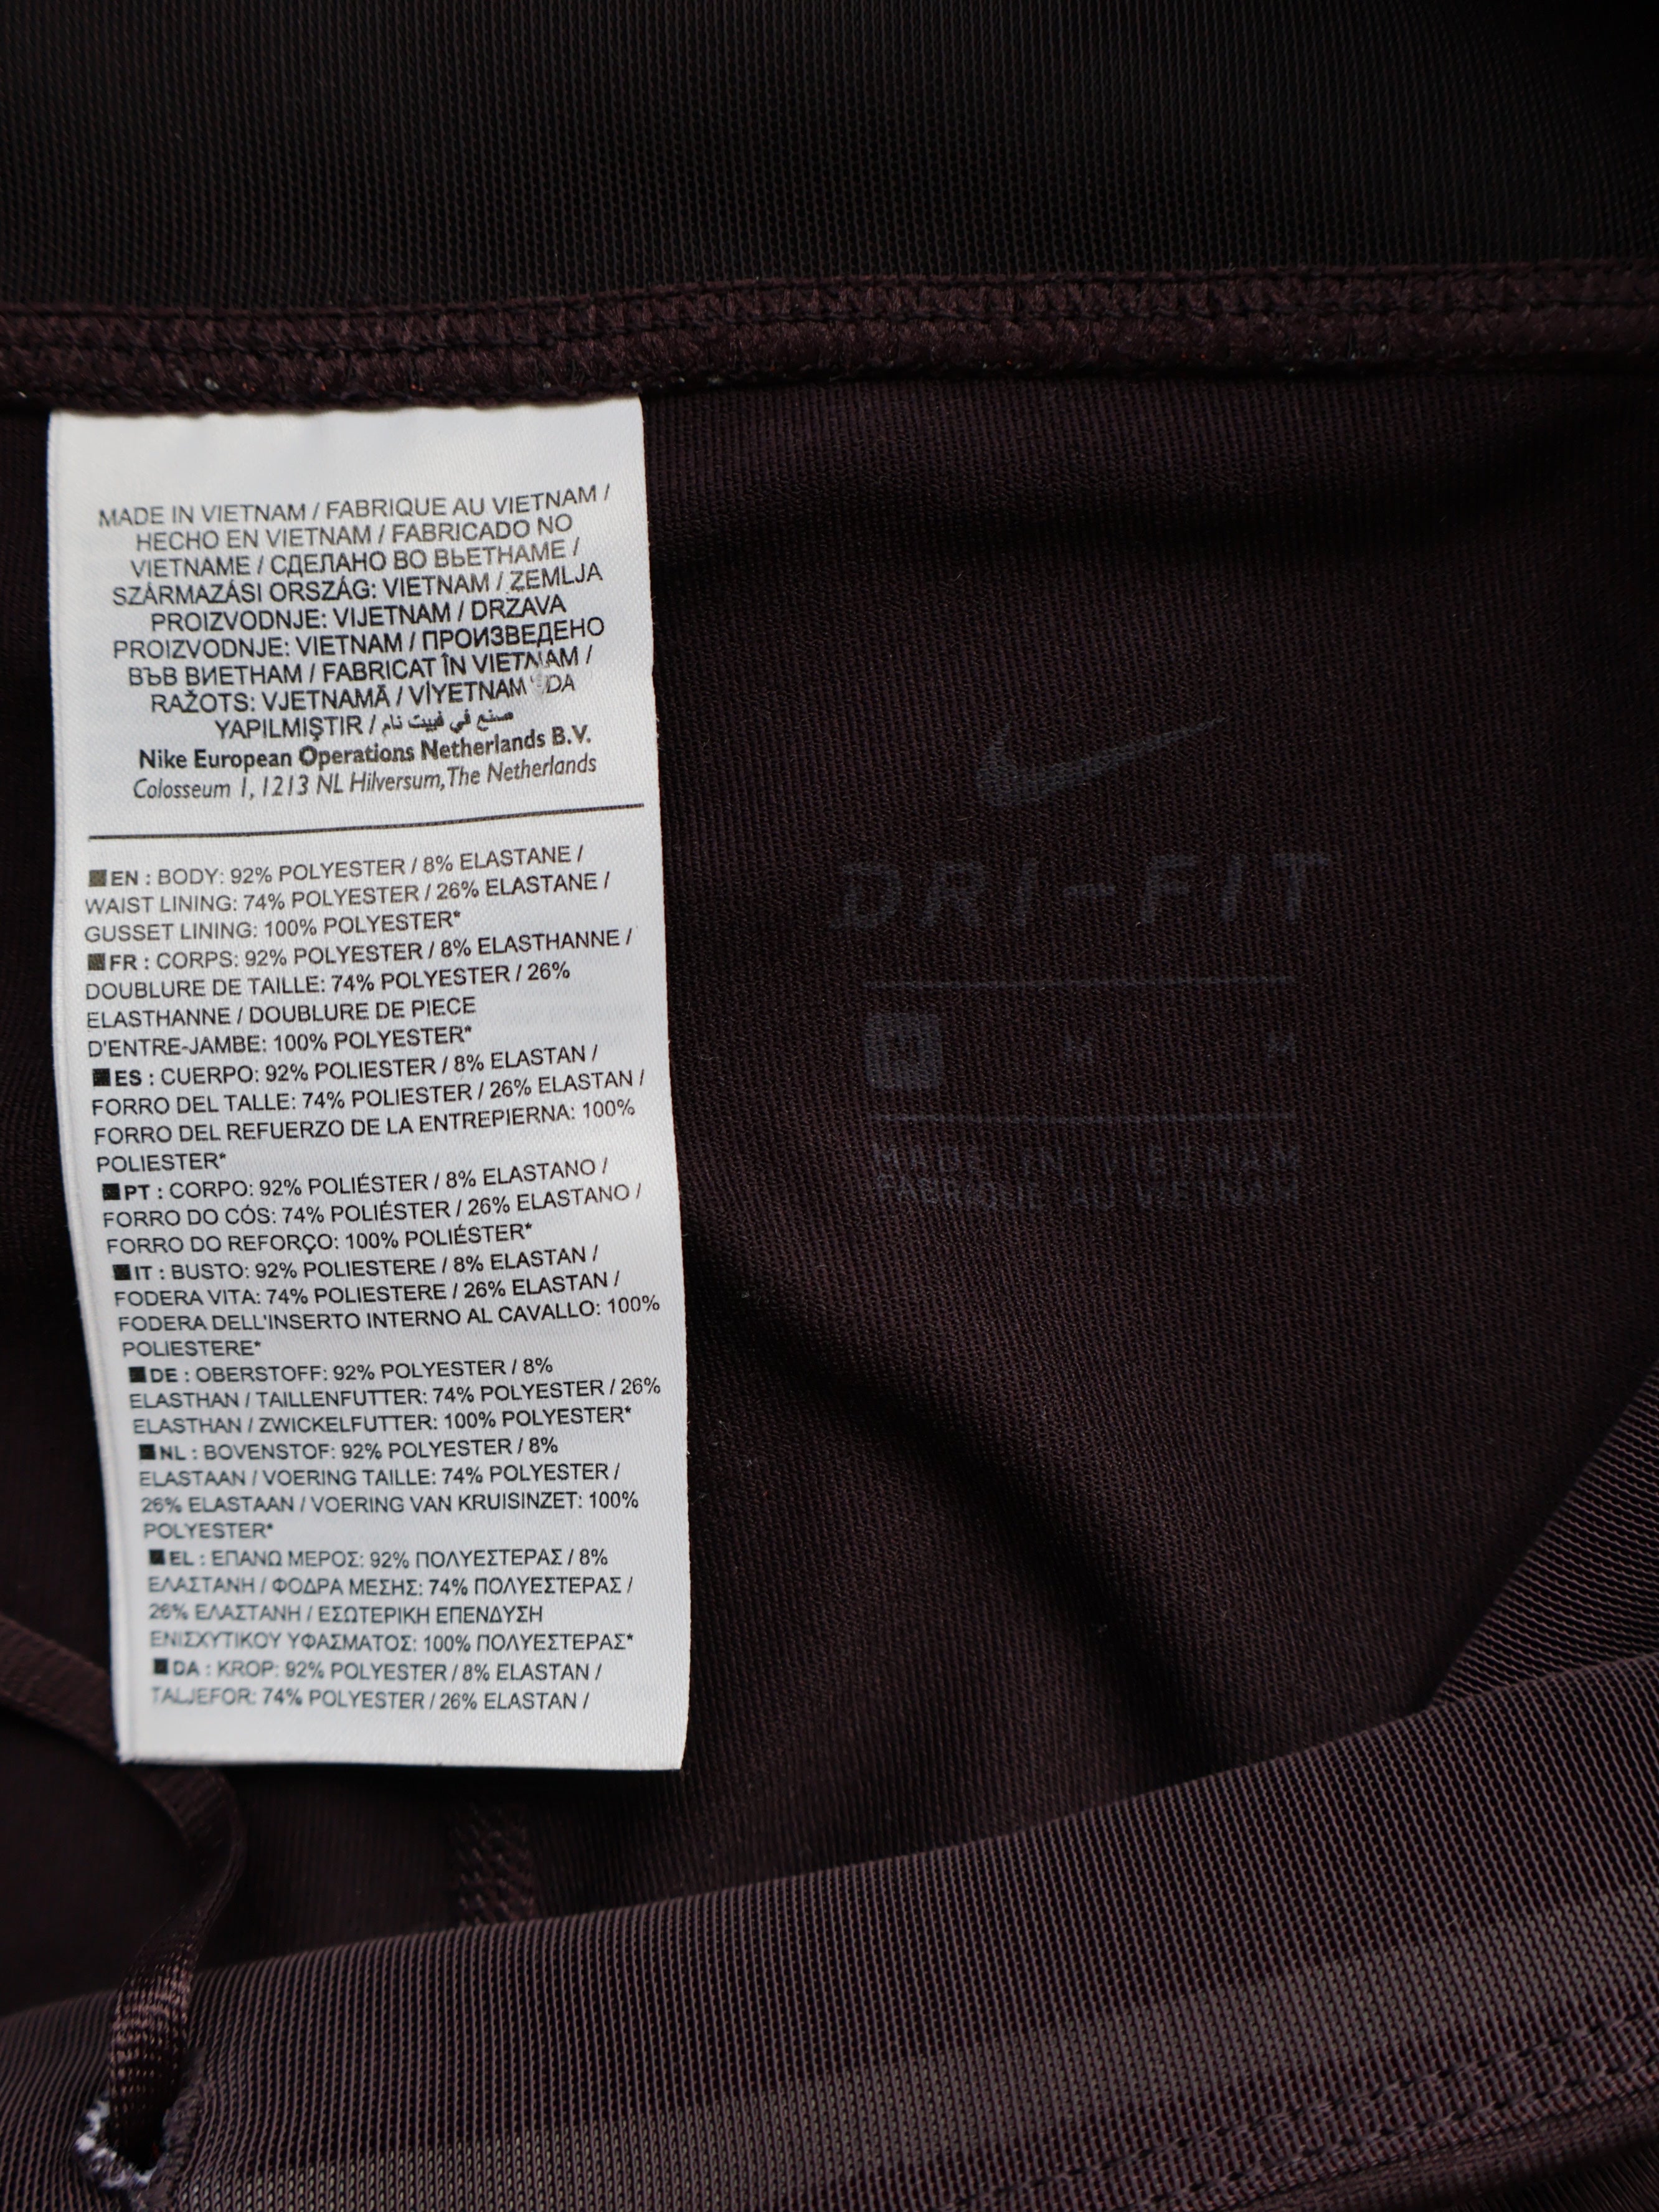 MADE IN VIETNAM / FABRIQUE AU VIETNAM /
HECHO EN VIETNAM / FABRICADO NO
VIETNAME / СДЕЛАНО ВО ВЬЕТНАМЕ /
SZÁRMAZÁSI ORSZÁG: VIETNAM / ZEMLJA
PROIZVODNJE: VIJETNAM / DRŽAVA
PROIZVODNJE: VIETNAM / ПРОИЗВЕДЕНО
ВЪВ ВИЕТНАМ / FABRICAT ÎN VIETNAM /
RAŽOTS: VJETNAMĀ / VİYETNAM 'DA
YAPILMIŞTIR / صنع في فييت نام
Nike European Operations Netherlands B.V.
Colosseum 1, 1213 NL Hilversum, The Netherlands
EN : BODY: 92% POLYESTER / 8% ELASTANE /
WAIST LINING: 74% POLYESTER / 26% ELASTANE /
GUSSET LINING: 100% POLYESTER*
FR : CORPS: 92% POLYESTER / 8% ELASTHANNE /
DOUBLURE DE TAILLE: 74% POLYESTER / 26%
ELASTHANNE / DOUBLURE DE PIECE
D'ENTRE-JAMBE: 100% POLYESTER*
ES : CUERPO: 92% POLIESTER / 8% ELASTAN /
FORRO DEL TALLE: 74% POLIESTER / 26% ELASTAN /
FORRO DEL REFUERZO DE LA ENTREPIERNA: 100%
POLIESTER*
PT : CORPO: 92% POLIÉSTER / 8% ELASTANO /
FORRO DO CÓS: 74% POLIÉSTER / 26% ELASTANO /
FORRO DO REFORÇO: 100% POLIÉSTER*
IT : BUSTO: 92% POLIESTERE / 8% ELASTAN /
FODERA VITA: 74% POLIESTERE / 26% ELASTAN /
FODERA DELL'INSERTO INTERNO AL CAVALLO: 100%
POLIESTERE*
DE : OBERSTOFF: 92% POLYESTER / 8%
ELASTHAN / TAILLENFUTTER: 74% POLYESTER / 26%
ELASTHAN / ZWICKELFUTTER: 100% POLYESTER*
NL : BOVENSTOF: 92% POLYESTER / 8%
ELASTAAN / VOERING TAILLE: 74% POLYESTER /
26% ELASTAAN / VOERING VAN KRUISINZET: 100%
POLYESTER*
EL : ΕΠΑΝΩ ΜΕΡΟΣ: 92% ΠΟΛΥΕΣΤΕΡΑΣ / 8%
ΕΛΑΣΤΑΝΗ / ΦΟΔΡΑ ΜΕΣΗΣ: 74% ΠΟΛΥΕΣΤΕΡΑΣ /
26% ΕΛΑΣΤΑΝΗ / ΕΣΩΤΕΡΙΚΗ ΕΠΕΝΔΥΣΗ
ΕΝΙΣΧΥΤΙΚΟΥ ΥΦΑΣΜΑΤΟΣ: 100% ΠΟΛΥΕΣΤΕΡΑΣ*
DA : KROP: 92% POLYESTER / 8% ELASTAN /
TALJEFOR: 74% POLYESTER / 26% ELASTAN /
DRI-FIT
M M M
MADE IN VIETNAM
FABRIQUE AU VIETNAM